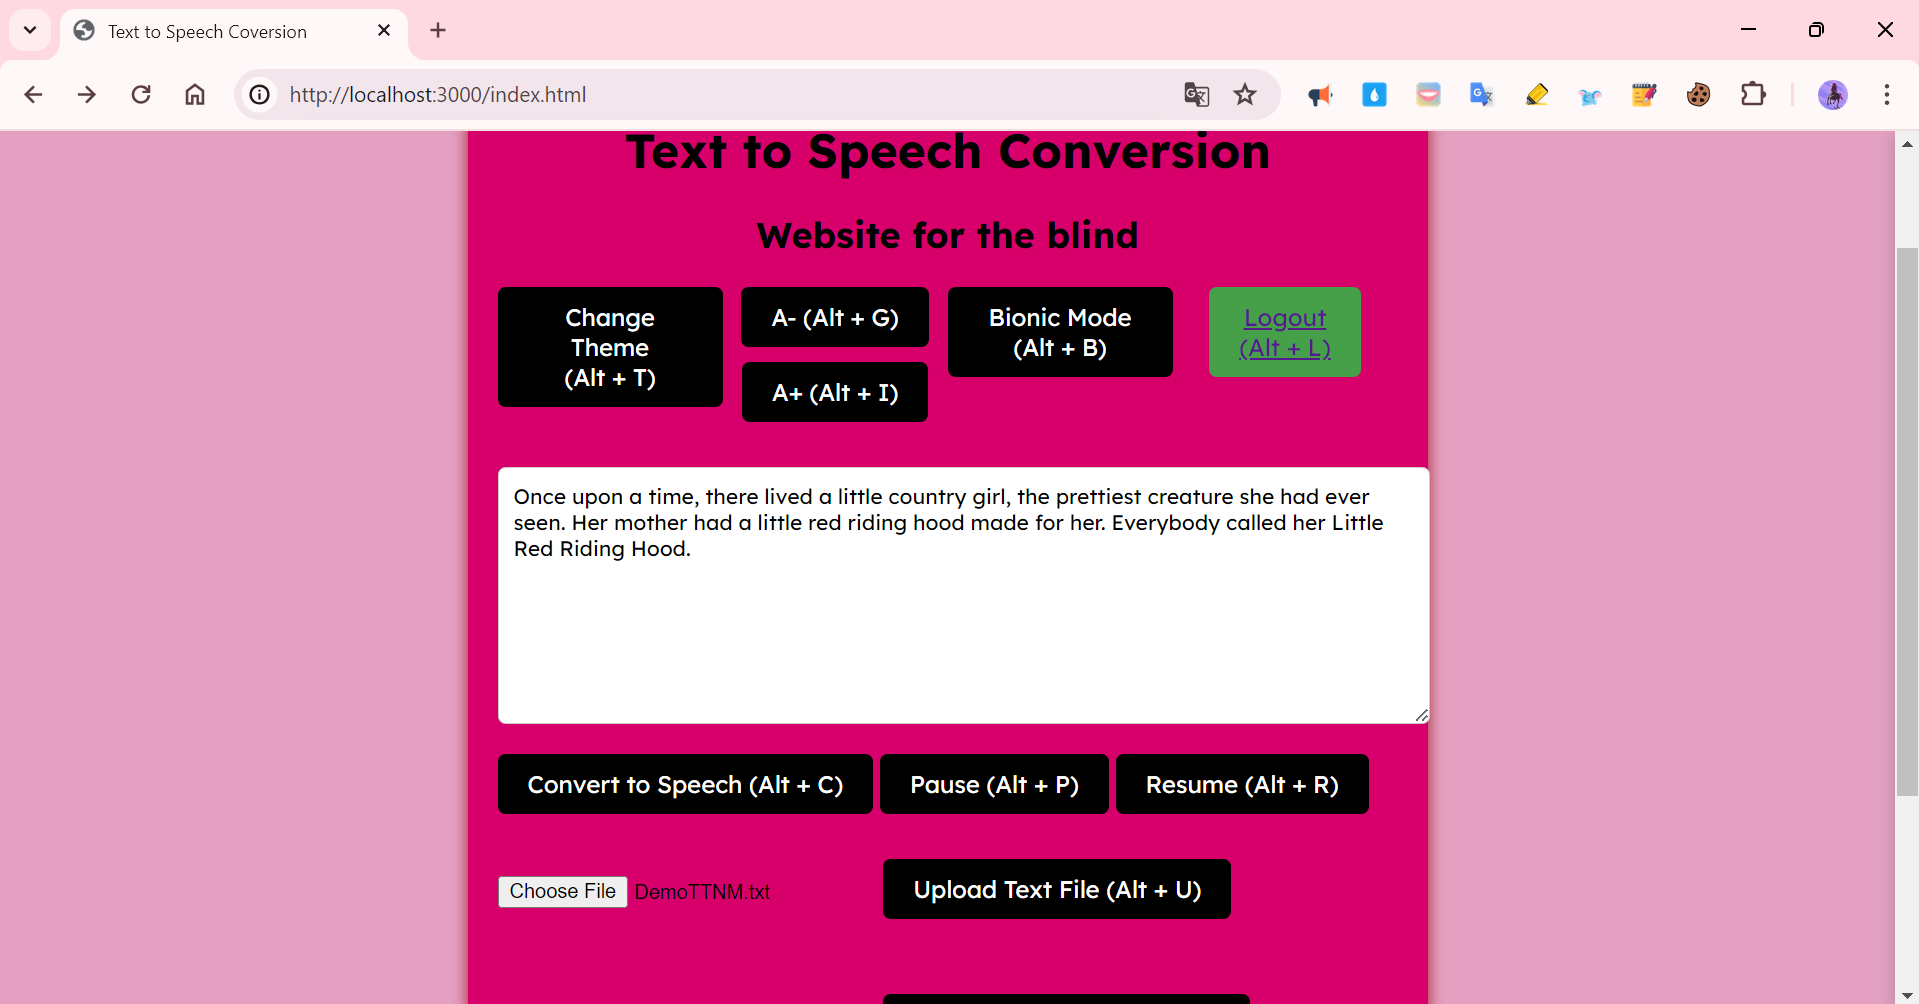 Text to Speech Coversion
http://localhost:3000/index.html
Text to Speech Conversion
Website for the blind
Change
Theme
(Alt + T)
A- (Alt + G)
A+ (Alt + I)
Bionic Mode
(Alt + B)
Logout
(Alt + L)
Once upon a time, there lived a little country girl, the prettiest creature she had ever
seen. Her mother had a little red riding hood made for her. Everybody called her Little
Red Riding Hood.
Convert to Speech (Alt + C)
Pause (Alt + P)
Resume (Alt + R)
Choose File DemoTTNM.txt
Upload Text File (Alt + U)